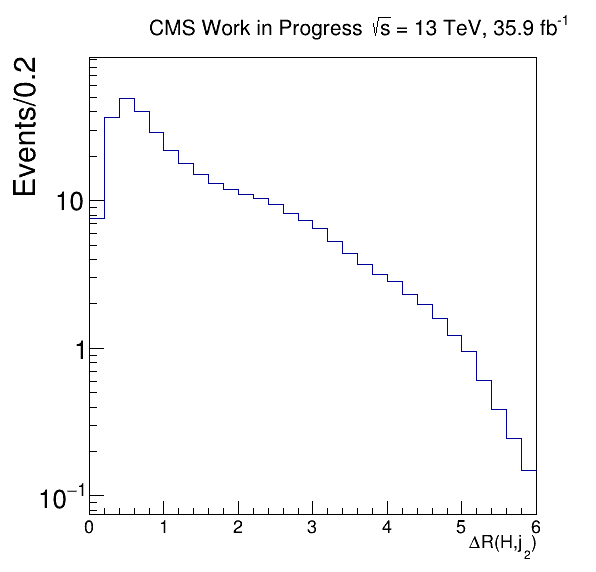 CMS Work in Progress √s = 13 TeV, 35.9 fb⁻¹
Events/0.2
10
1
10⁻¹
0 1 2 3 4 5 6
ΔR(H,j₂)